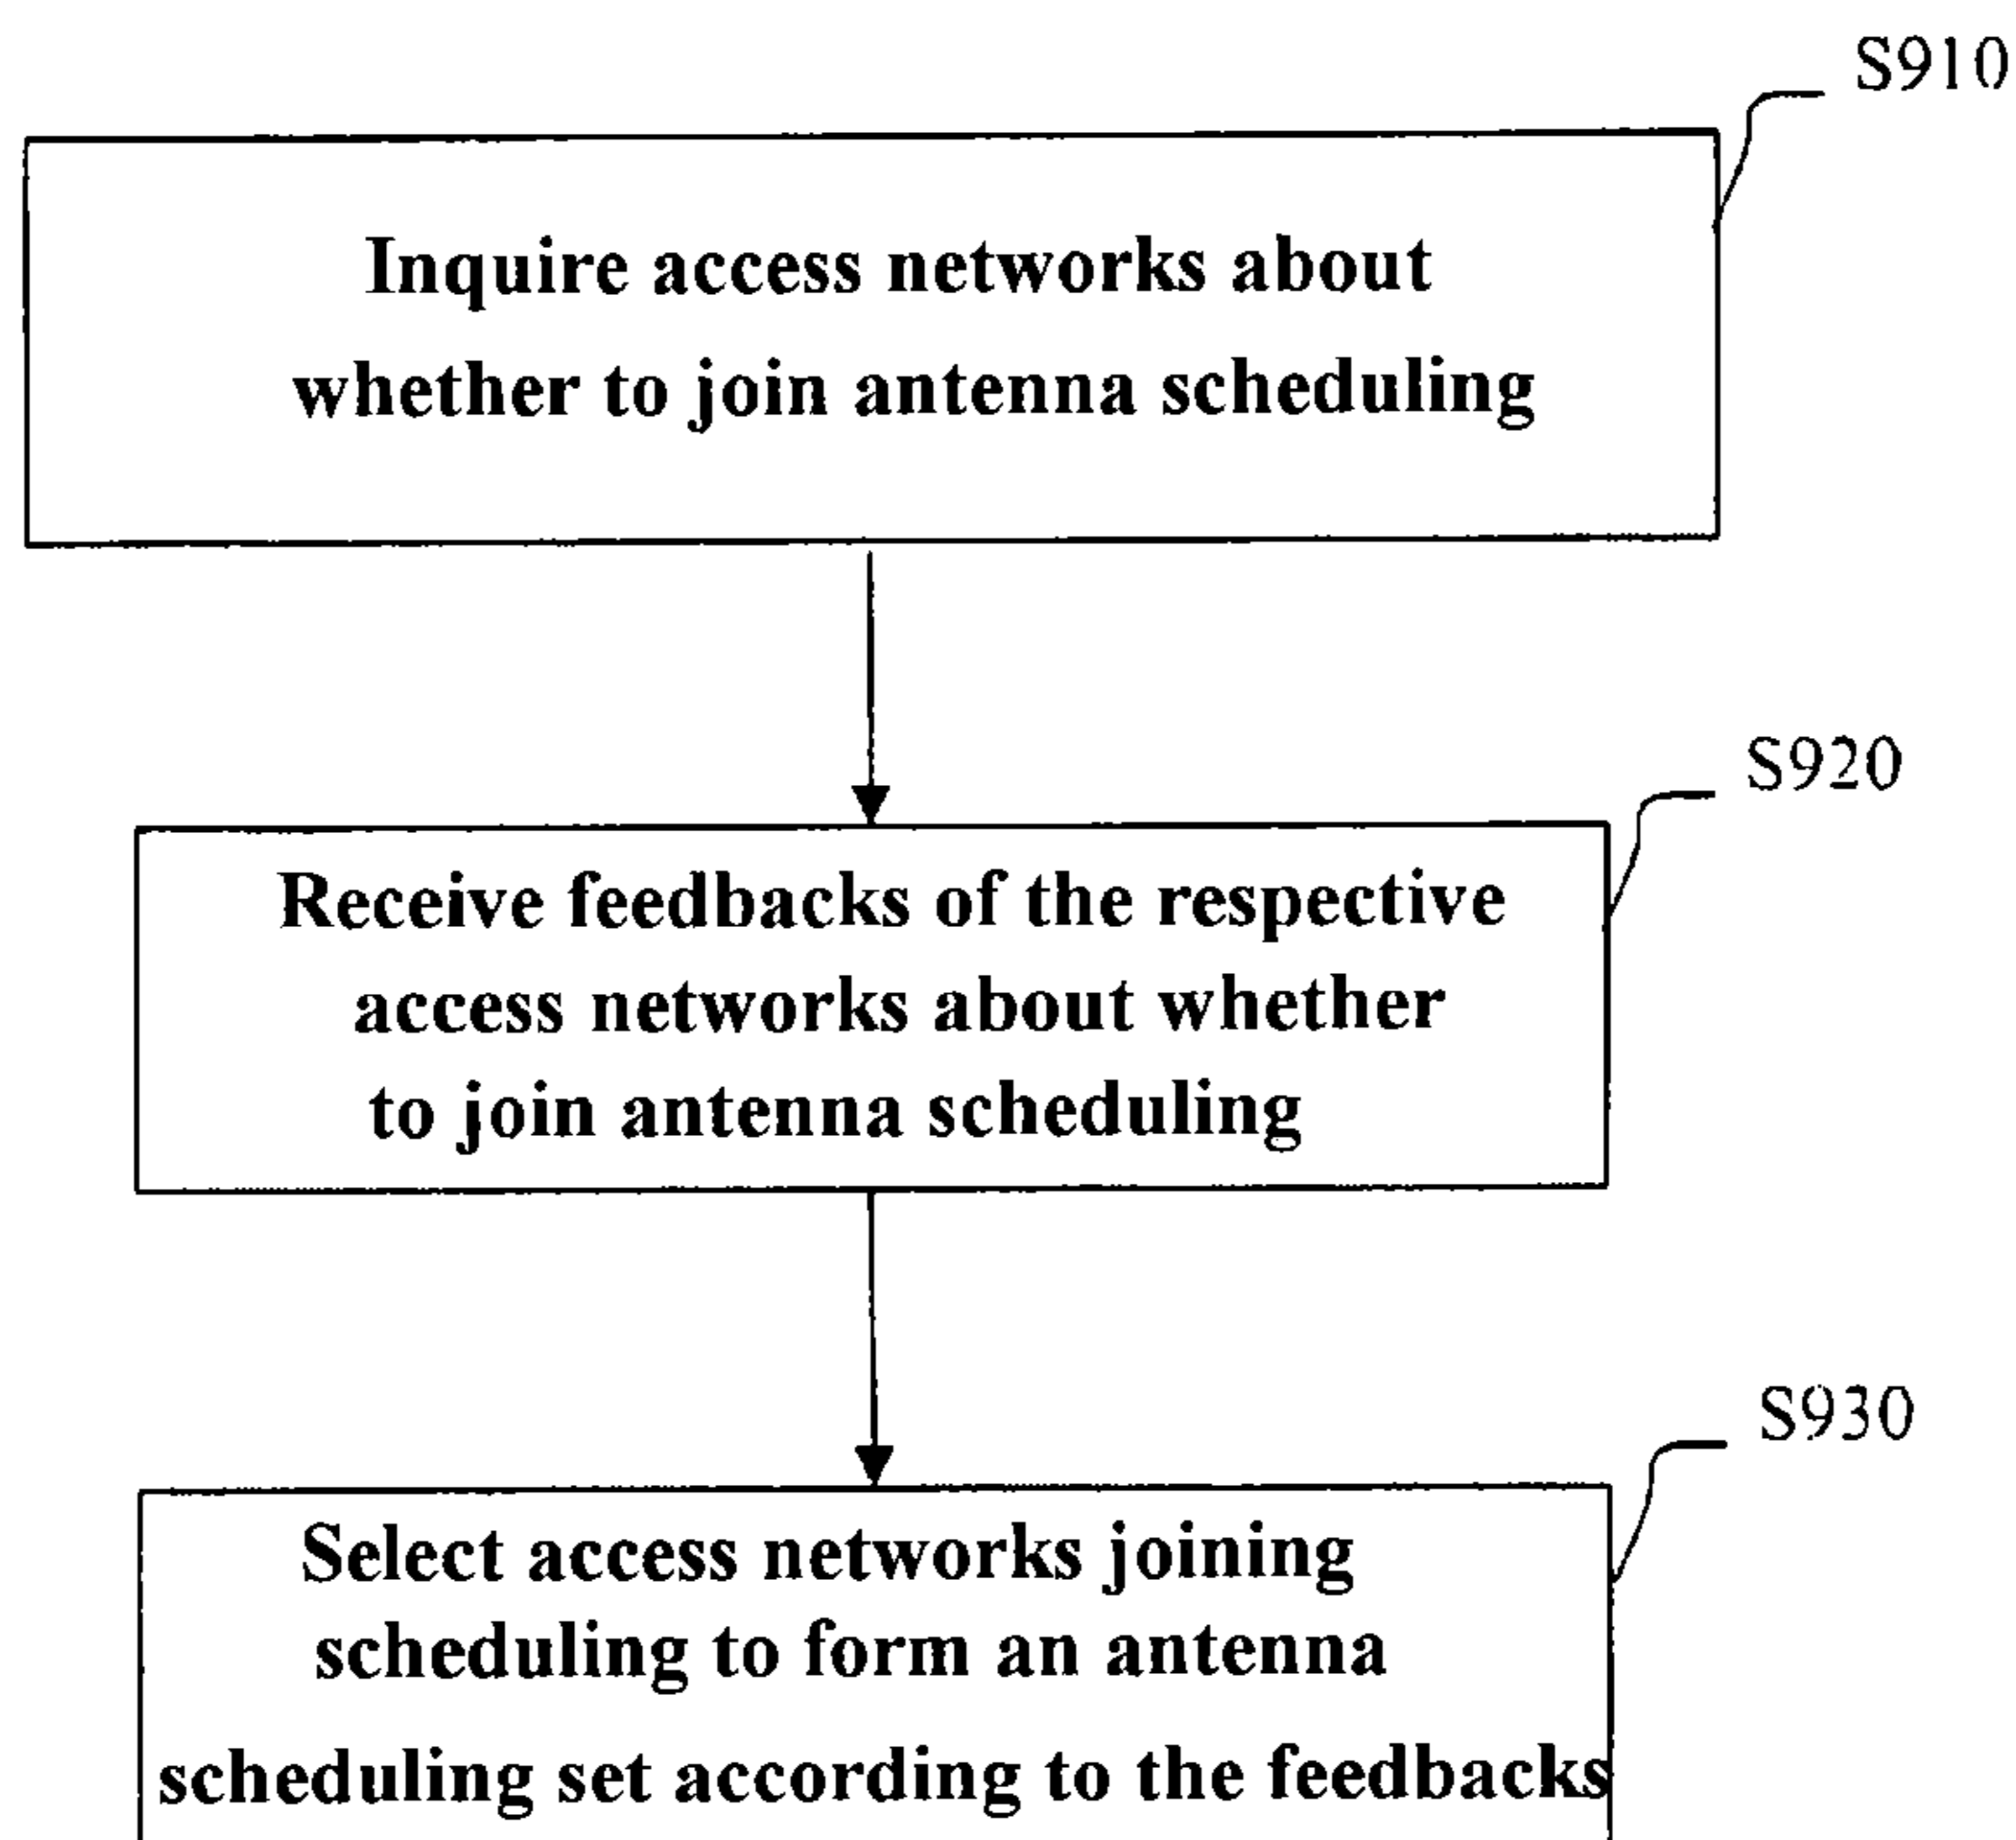 S910
Inquire access networks about
whether to join antenna scheduling
S920
Receive feedbacks of the respective
access networks about whether
to join antenna scheduling
S930
Select access networks joining
scheduling to form an antenna
scheduling set according to the feedbacks